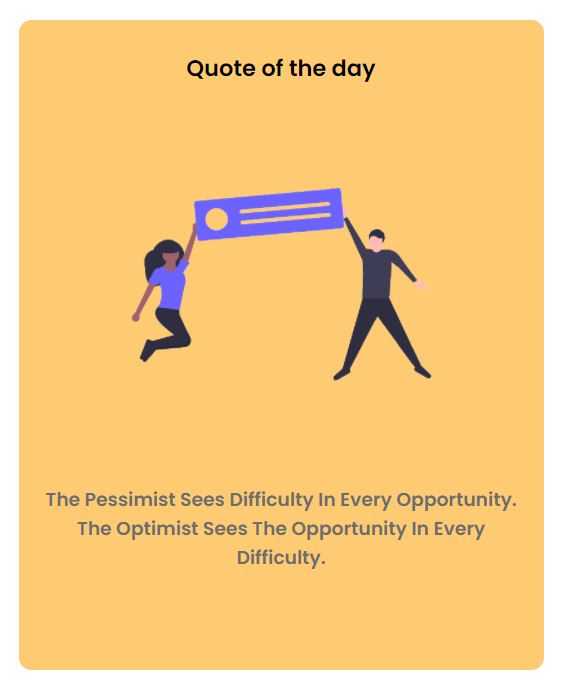 Quote of the day
The Pessimist Sees Difficulty In Every Opportunity.
The Optimist Sees The Opportunity In Every
Difficulty.